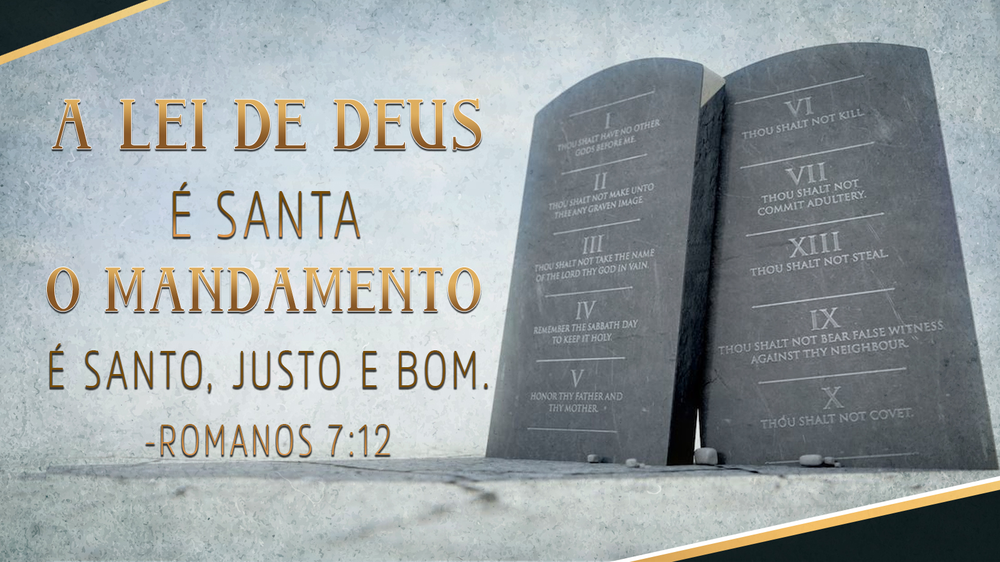 A LEI DE DEUS
É SANTA
O MANDAMENTO
É SANTO, JUSTO E BOM.
-ROMANOS 7:12
I
THOU SHALT HAVE NO OTHER
GODS BEFORE ME.
II
THOU SHALT NOT MAKE UNTO
THEE ANY GRAVEN IMAGE
III
THOU SHALT NOT TAKE THE NAME
OF THE LORD THY GOD IN VAIN.
IV
REMEMBER THE SABBATH DAY
TO KEEP IT HOLY.
V
HONOR THY FATHER AND
THY MOTHER.
VI
THOU SHALT NOT KILL.
VII
THOU SHALT NOT
COMMIT ADULTERY.
XIII
THOU SHALT NOT STEAL.
IX
THOU SHALT NOT BEAR FALSE WITNESS
AGAINST THY NEIGHBOUR.
X
THOU SHALT NOT COVET.